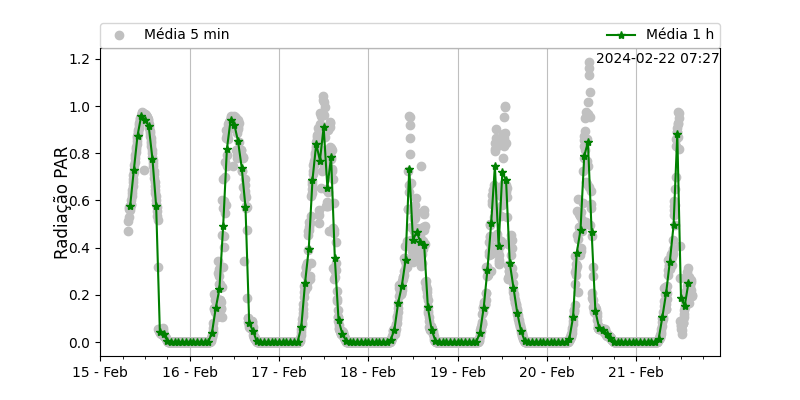 Média 5 min
Média 1 h
2024-02-22 07:27
Radiação PAR
1.2
1.0
0.8
0.6
0.4
0.2
0.0
15 - Feb
16 - Feb
17 - Feb
18 - Feb
19 - Feb
20 - Feb
21 - Feb